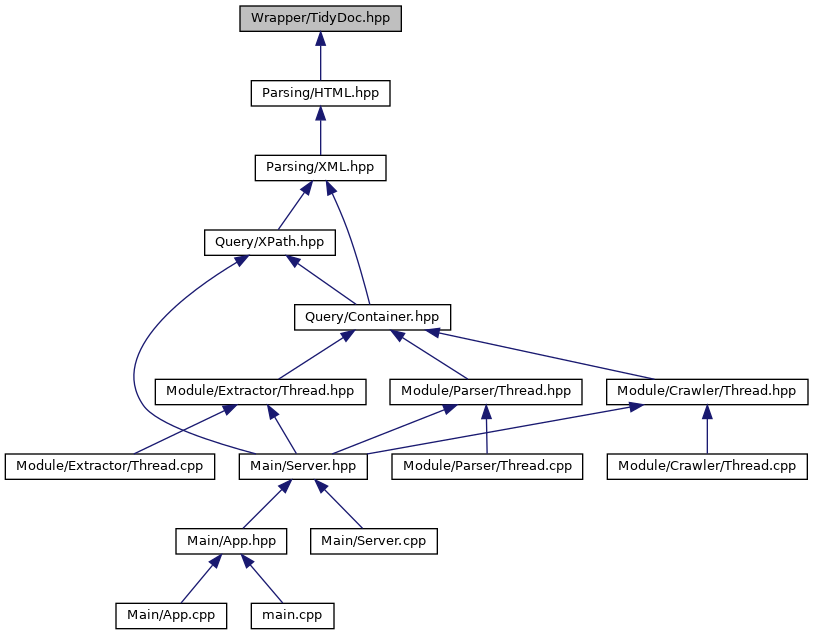 Wrapper/TidyDoc.hpp
Parsing/HTML.hpp
Parsing/XML.hpp
Query/XPath.hpp
Query/Container.hpp
Module/Extractor/Thread.hpp
Module/Parser/Thread.hpp
Module/Crawler/Thread.hpp
Module/Extractor/Thread.cpp
Main/Server.hpp
Module/Parser/Thread.cpp
Module/Crawler/Thread.cpp
Main/App.hpp
Main/Server.cpp
Main/App.cpp
main.cpp